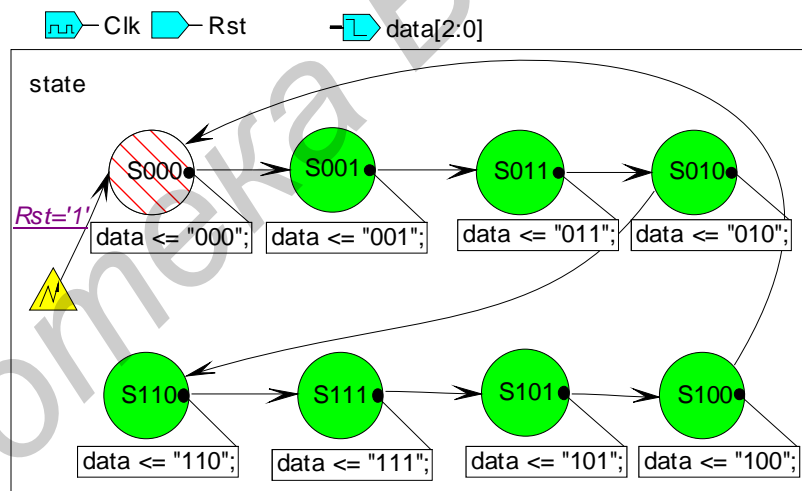 Clk Rst data[2:0]
state
S000 S001 S011 S010
Rst='1'
data <= "000"; data <= "001"; data <= "011"; data <= "010";
S110 S111 S101 S100
data <= "110"; data <= "111"; data <= "101"; data <= "100";